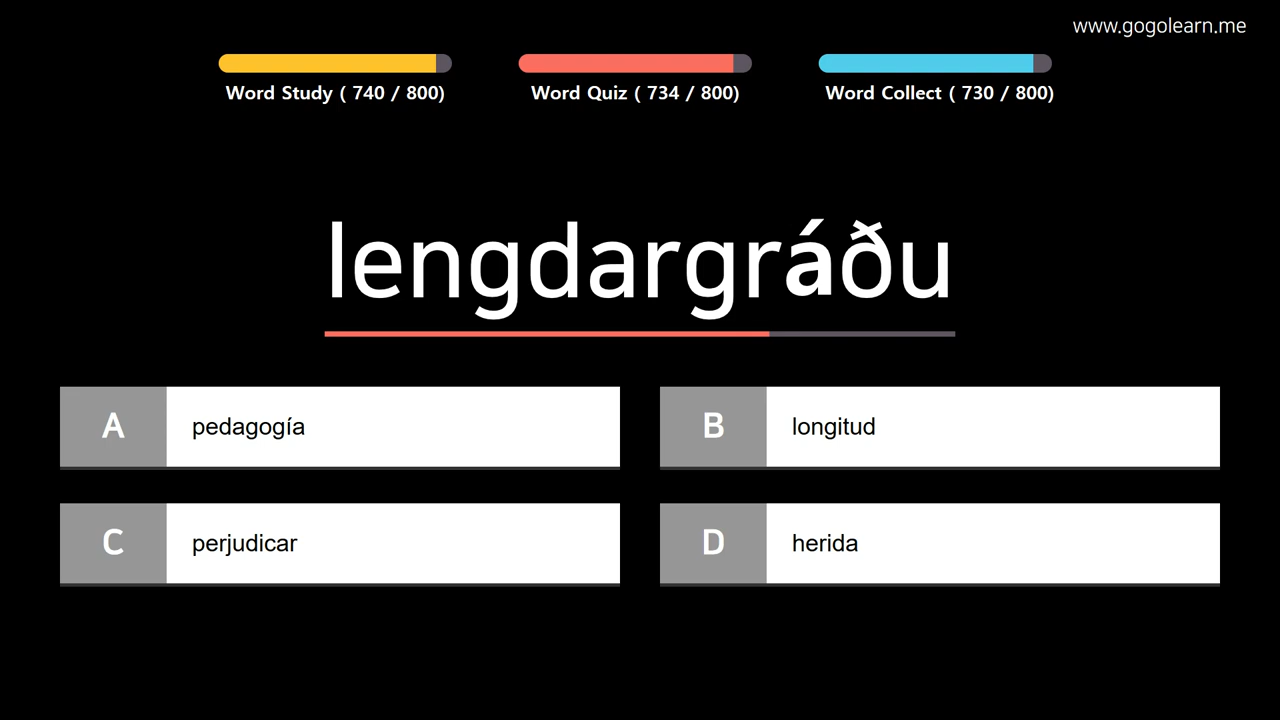 www.gogolearn.me
Word Study ( 740 / 800)
Word Quiz ( 734 / 800)
Word Collect ( 730 / 800)
lengdargráðu
A pedagogía
B longitud
C perjudicar
D herida